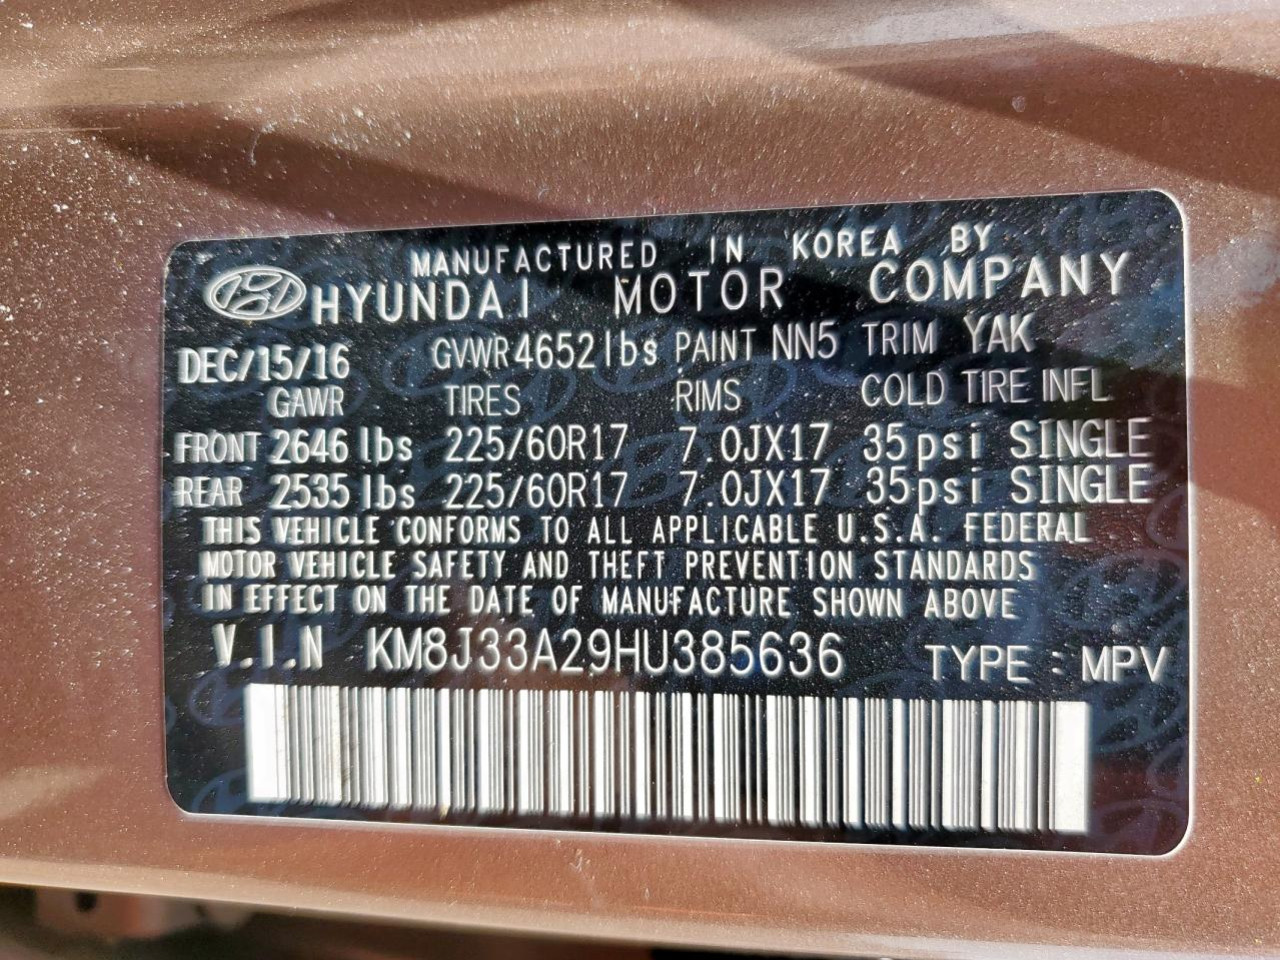 MANUFACTURED IN KOREA BY
HYUNDAI MOTOR COMPANY
DEC/15/16 GVWR 4652lbs PAINT NN5 TRIM YAK
GAWR TIRES RIMS COLD TIRE INFL
FRONT 2646 lbs 225/60R17 7.0JX17 35psi SINGLE
REAR 2535 lbs 225/60R17 7.0JX17 35psi SINGLE
THIS VEHICLE CONFORMS TO ALL APPLICABLE U.S.A. FEDERAL
MOTOR VEHICLE SAFETY AND THEFT PREVENTION STANDARDS
IN EFFECT ON THE DATE OF MANUFACTURE SHOWN ABOVE
V.I.N KM8J33A29HU385636 TYPE : MPV